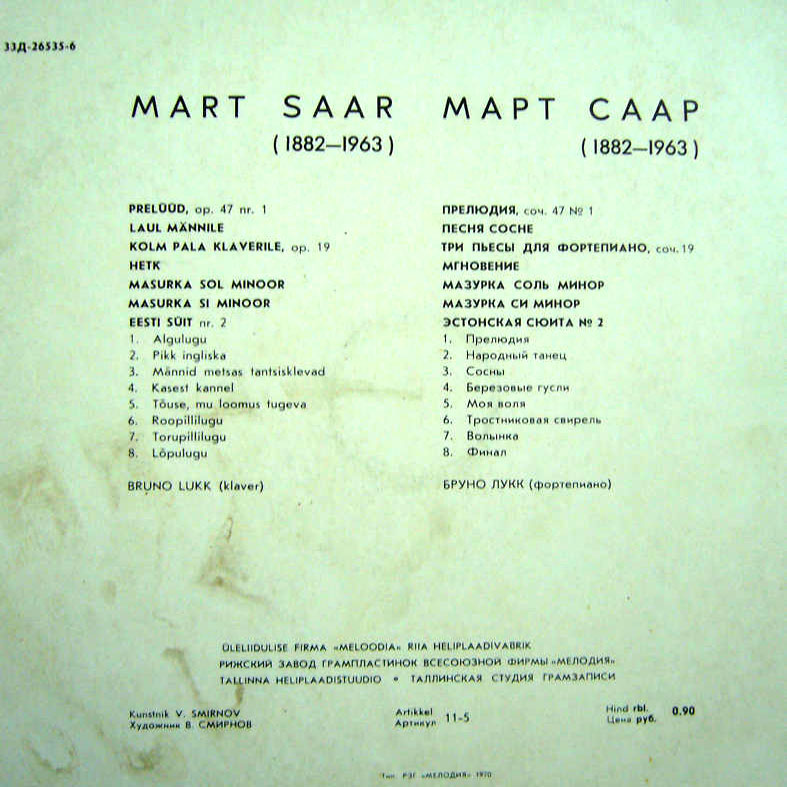 33Д-26535-6
MART SAAR
(1882—1963)
PRELÜÜD, op. 47 nr. 1
LAUL MÄNNILE
KOLM PALA KLAVERILE, op. 19
HETK
MASURKA SOL MINOOR
MASURKA SI MINOOR
EESTI SÜIT nr. 2
1. Algulugu
2. Pikk ingliska
3. Männid metsas tantsisklevad
4. Kasest kannel
5. Tõuse, mu loomus tugeva
6. Roopillilugu
7. Torupillilugu
8. Lõpulugu
BRUNO LUKK (klaver)
МАРТ СААР
(1882—1963)
ПРЕЛЮДИЯ, соч. 47 № 1
ПЕСНЯ СОСНЕ
ТРИ ПЬЕСЫ ДЛЯ ФОРТЕПИАНО, соч. 19
МГНОВЕНИЕ
МАЗУРКА СОЛЬ МИНОР
МАЗУРКА СИ МИНОР
ЭСТОНСКАЯ СЮИТА № 2
1. Прелюдия
2. Народный танец
3. Сосны
4. Березовые гусли
5. Моя воля
6. Тростниковая свирель
7. Волынка
8. Финал
БРУНО ЛУКК (фортепиано)
ÜLELIIDULISE FIRMA «MELOODIA» RIIA HELIPLAADIVABRIK
РИЖСКИЙ ЗАВОД ГРАМПЛАСТИНОК ВСЕСОЮЗНОЙ ФИРМЫ «МЕЛОДИЯ»
TALLINNA HELIPLAADISTUUDIO • ТАЛЛИНСКАЯ СТУДИЯ ГРАМЗАПИСИ
Kunstnik V. SMIRNOV
Художник В. СМИРНОВ
Artikkel
Артикул 11-5
Hind rbl.
Цена руб. 0.90
Тип. РЗГ «МЕЛОДИЯ» 1970